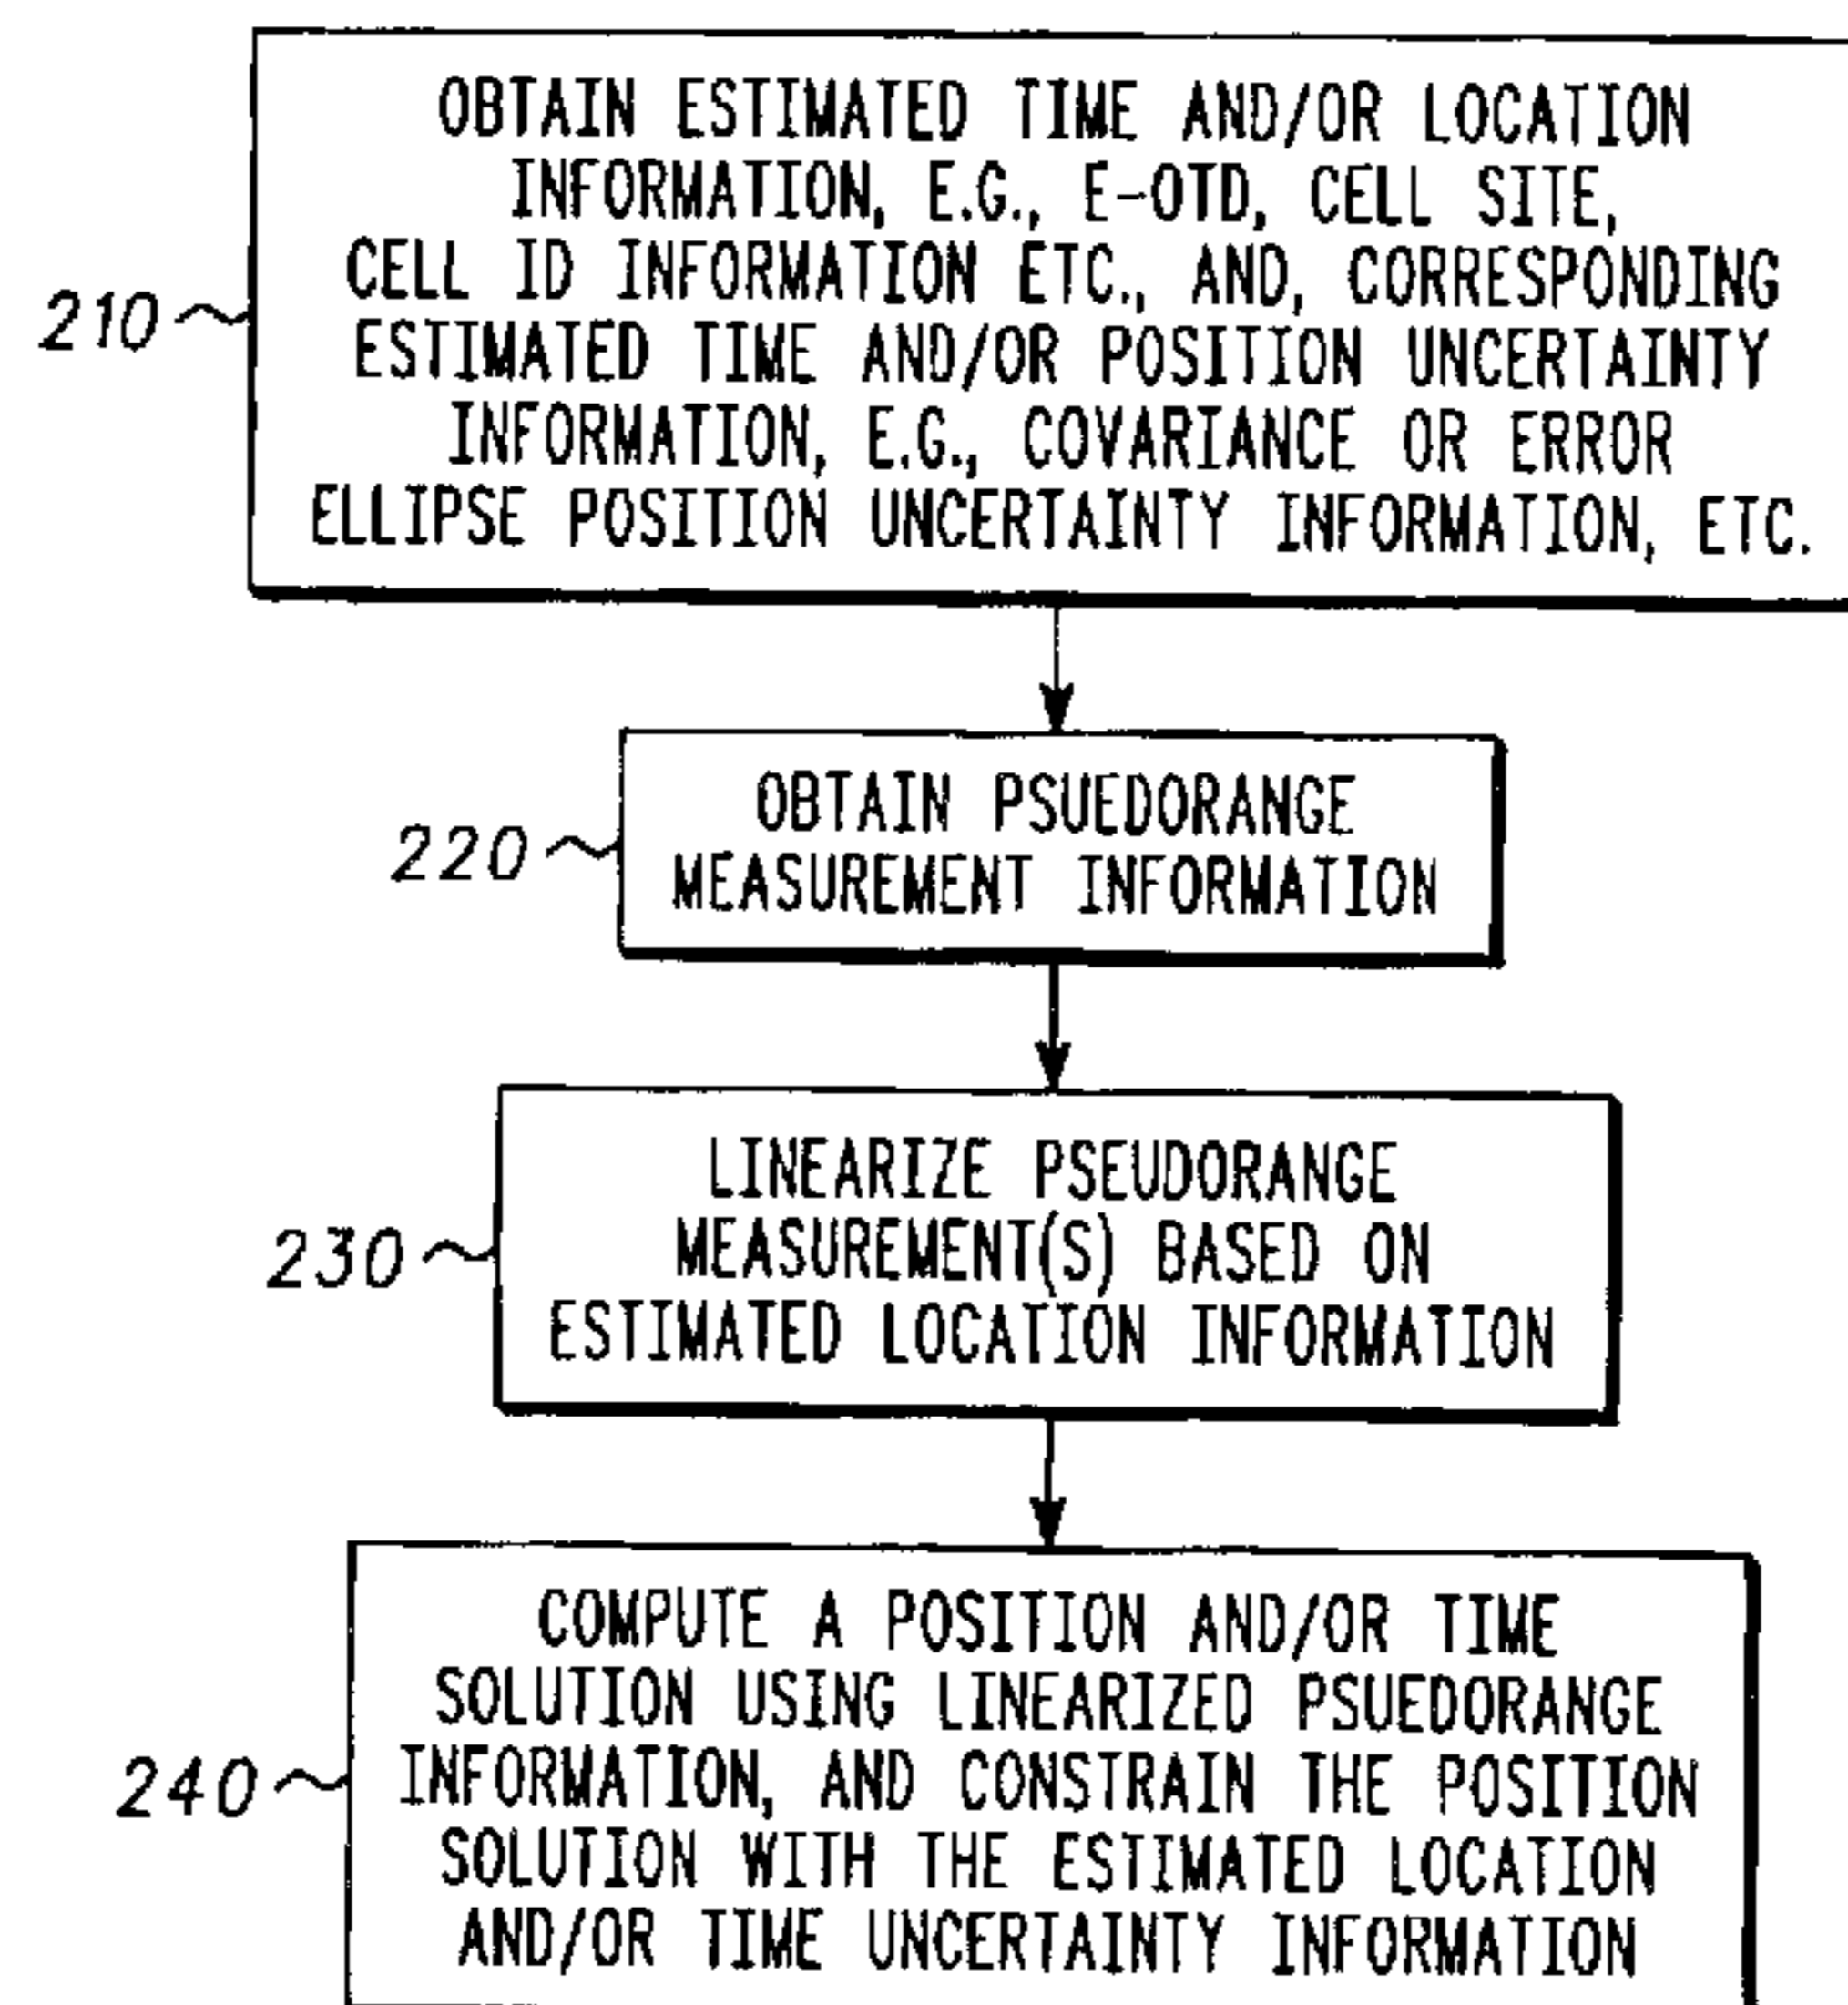 OBTAIN ESTIMATED TIME AND/OR LOCATION
INFORMATION, E.G., E-OTD, CELL SITE,
CELL ID INFORMATION ETC., AND, CORRESPONDING
210
ESTIMATED TIME AND/OR POSITION UNCERTAINTY
INFORMATION, E.G., COVARIANCE OR ERROR
ELLIPSE POSITION UNCERTAINTY INFORMATION, ETC.
OBTAIN PSUEDORANGE
220
MEASUREMENT INFORMATION
LINEARIZE PSEUDORANGE
230
MEASUREMENT(S) BASED ON
ESTIMATED LOCATION INFORMATION
COMPUTE A POSITION AND/OR TIME
SOLUTION USING LINEARIZED PSUEDORANGE
240
INFORMATION, AND CONSTRAIN THE POSITION
SOLUTION WITH THE ESTIMATED LOCATION
AND/OR TIME UNCERTAINTY INFORMATION